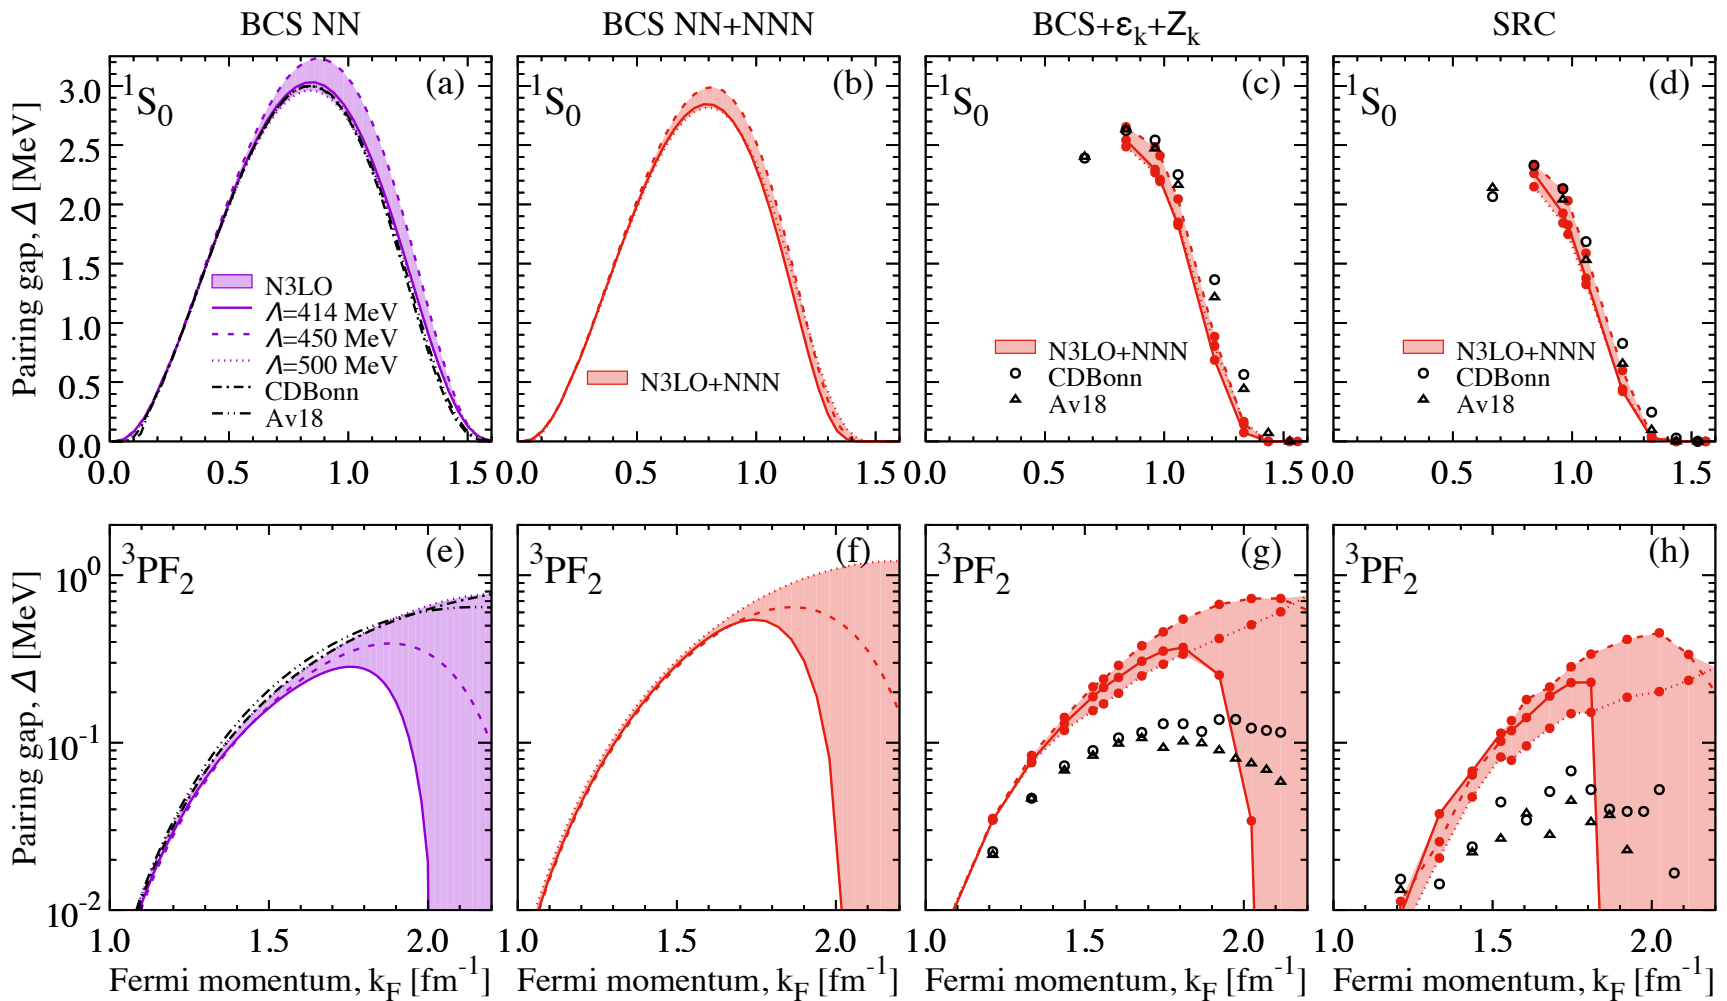 BCS NN
BCS NN+NNN
BCS+εk+Zk
SRC
Pairing gap, Δ [MeV]
3.0
2.5
2.0
1.5
1.0
0.5
0.0
1S0
(a)
N3LO
Λ=414 MeV
Λ=450 MeV
Λ=500 MeV
CDBonn
Av18
0.0 0.5 1.0 1.5
1S0
(b)
N3LO+NNN
0.0 0.5 1.0 1.5
1S0
(c)
N3LO+NNN
CDBonn
Av18
0.0 0.5 1.0 1.5
1S0
(d)
N3LO+NNN
CDBonn
Av18
0.0 0.5 1.0 1.5
Pairing gap, Δ [MeV]
10^0
10^-1
10^-2
3PF2
(e)
1.0 1.5 2.0
Fermi momentum, kF [fm^-1]
3PF2
(f)
1.0 1.5 2.0
Fermi momentum, kF [fm^-1]
3PF2
(g)
1.0 1.5 2.0
Fermi momentum, kF [fm^-1]
3PF2
(h)
1.0 1.5 2.0
Fermi momentum, kF [fm^-1]